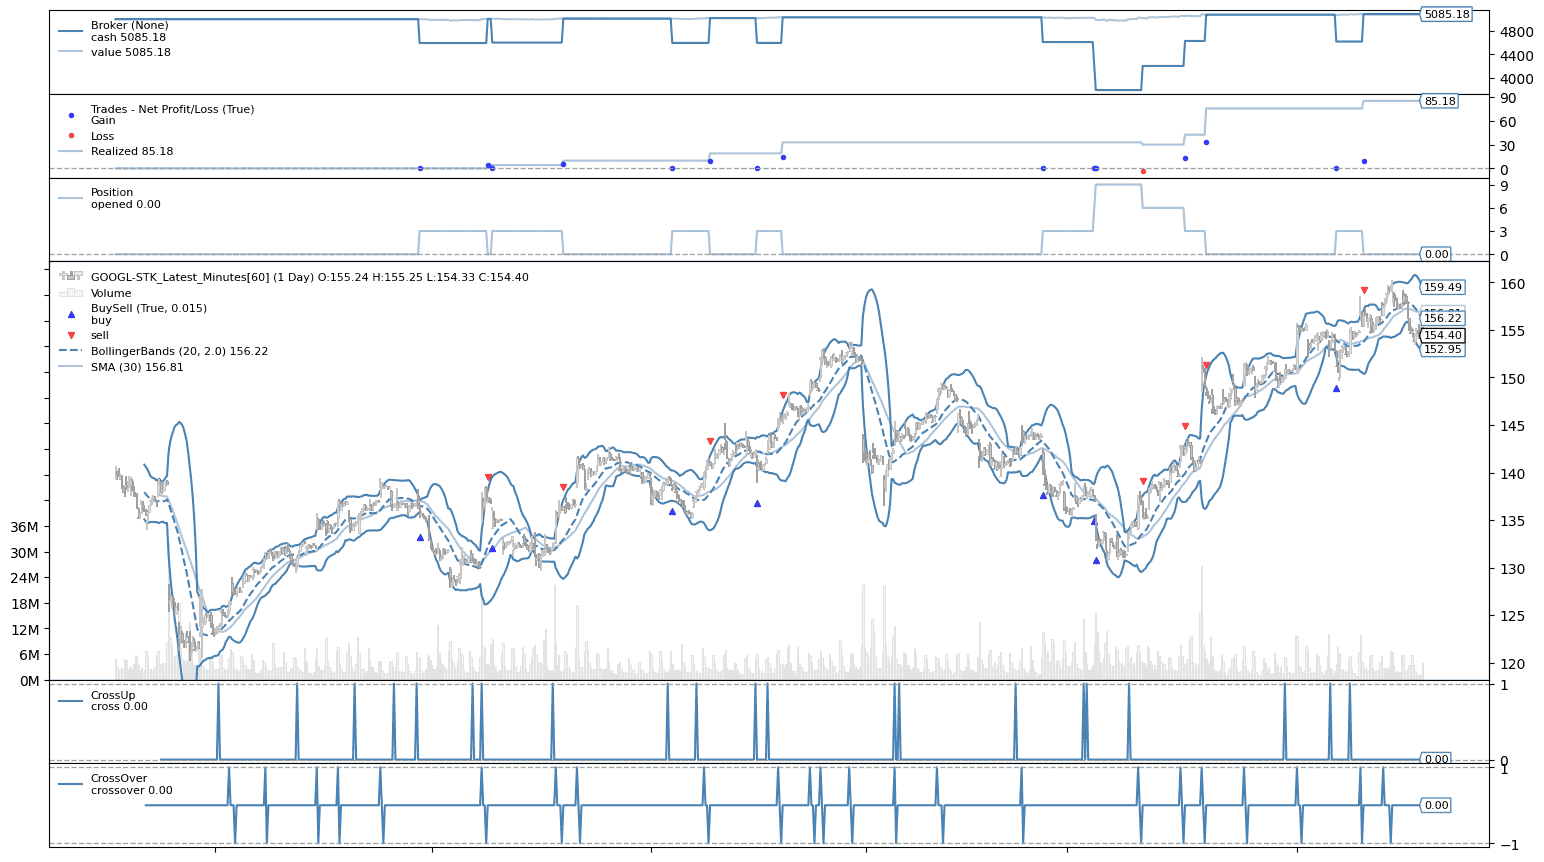 Broker (None)
cash 5085.18
value 5085.18
5085.18
4800
4400
4000
Trades - Net Profit/Loss (True)
Gain
Loss
Realized 85.18
85.18
90
60
30
0
Position
opened 0.00
9
6
3
0.00
0
GOOGL-STK_Latest_Minutes[60] (1 Day) O:155.24 H:155.25 L:154.33 C:154.40
Volume
BuySell (True, 0.015)
buy
sell
BollingerBands (20, 2.0) 156.22
SMA (30) 156.81
159.49
156.22
154.40
152.95
160
155
150
145
140
135
130
125
120
36M
30M
24M
18M
12M
6M
0M
CrossUp
cross 0.00
1
0.00
0
CrossOver
crossover 0.00
1
0.00
−1